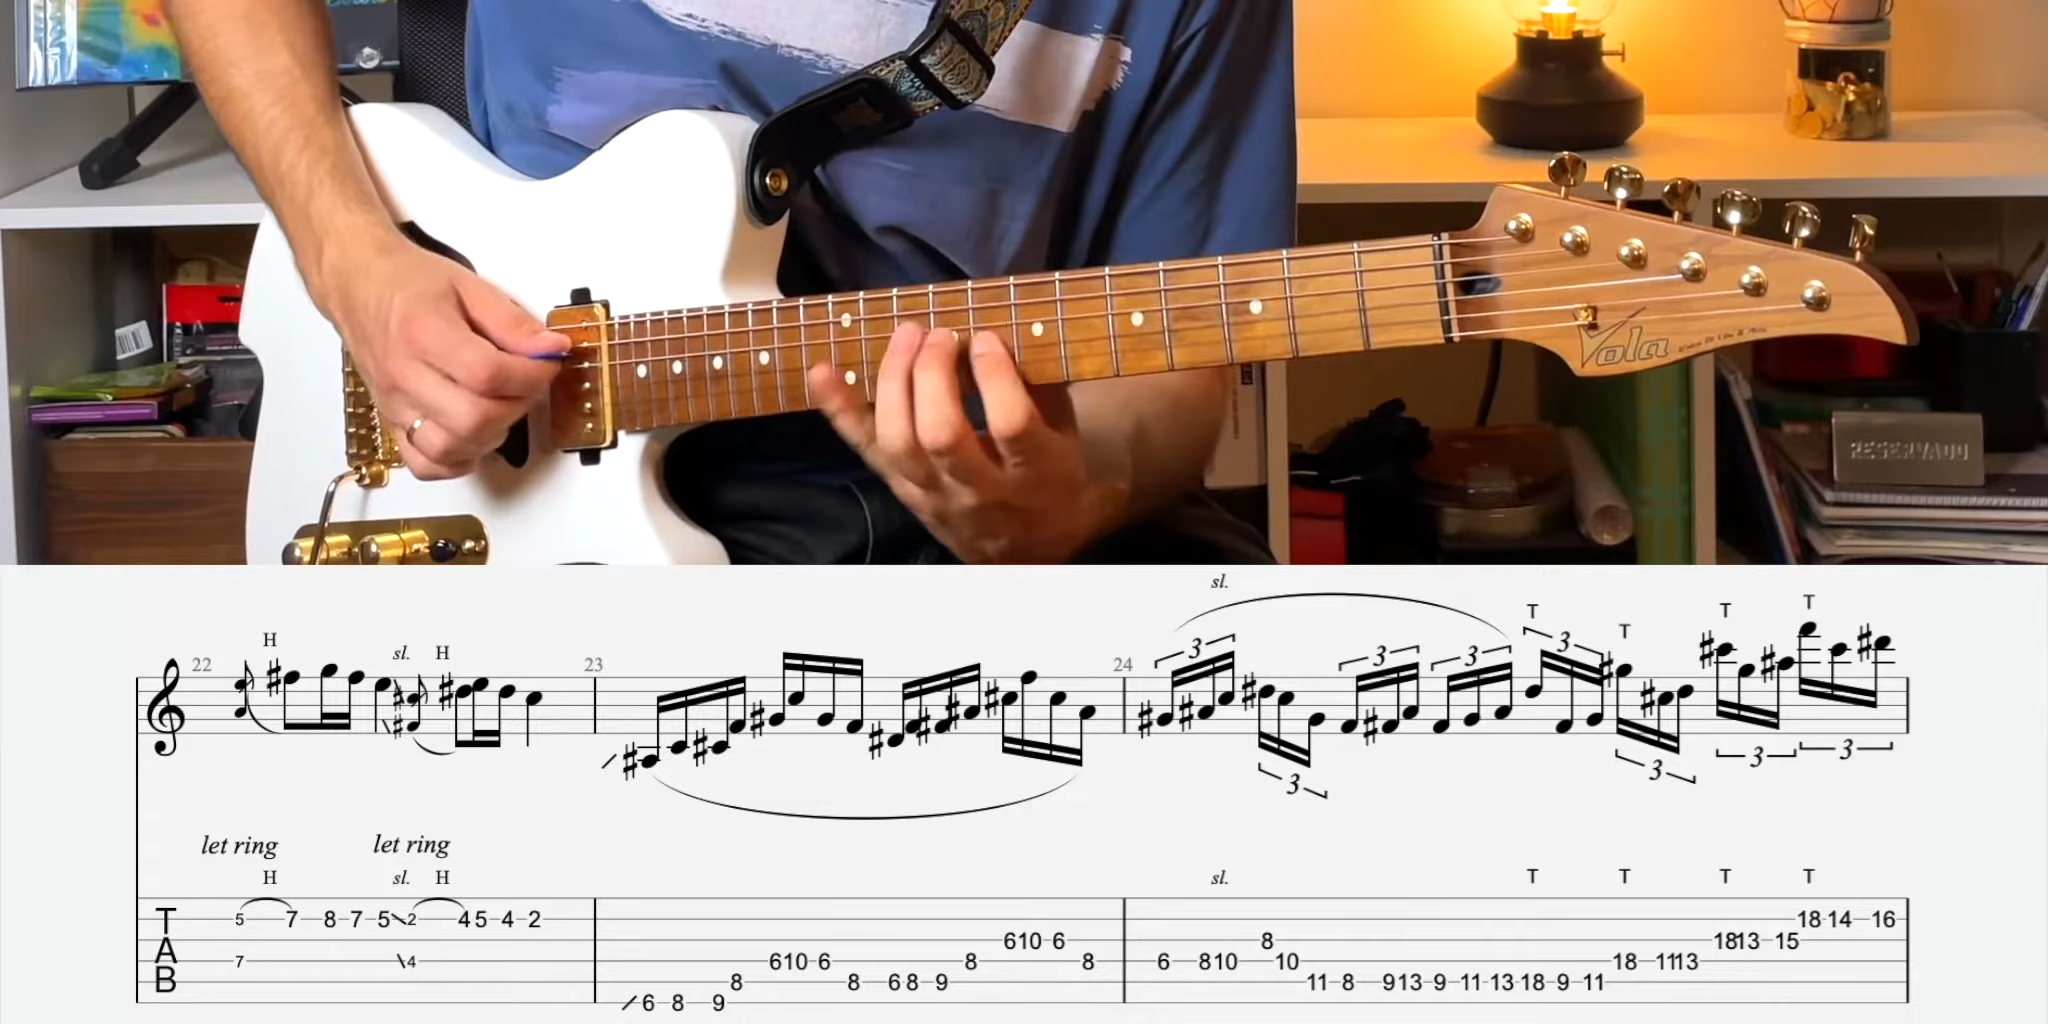 Vola
RESERVADO
sl.
T T T T
3 3 3 3
H sl. H
22 23 24
3 3 3 3
let ring let ring
H sl. H sl. T T T T
T
A
B
5 7 8 7 5 2 4 5 4 2 18 14 16
6 10 6 8 18 13 15
7 4 6 10 6 8 8 6 8 10 10 18 11 13
8 8 6 8 9 11 8 9 13 9 11 13 18 9 11
6 8 9